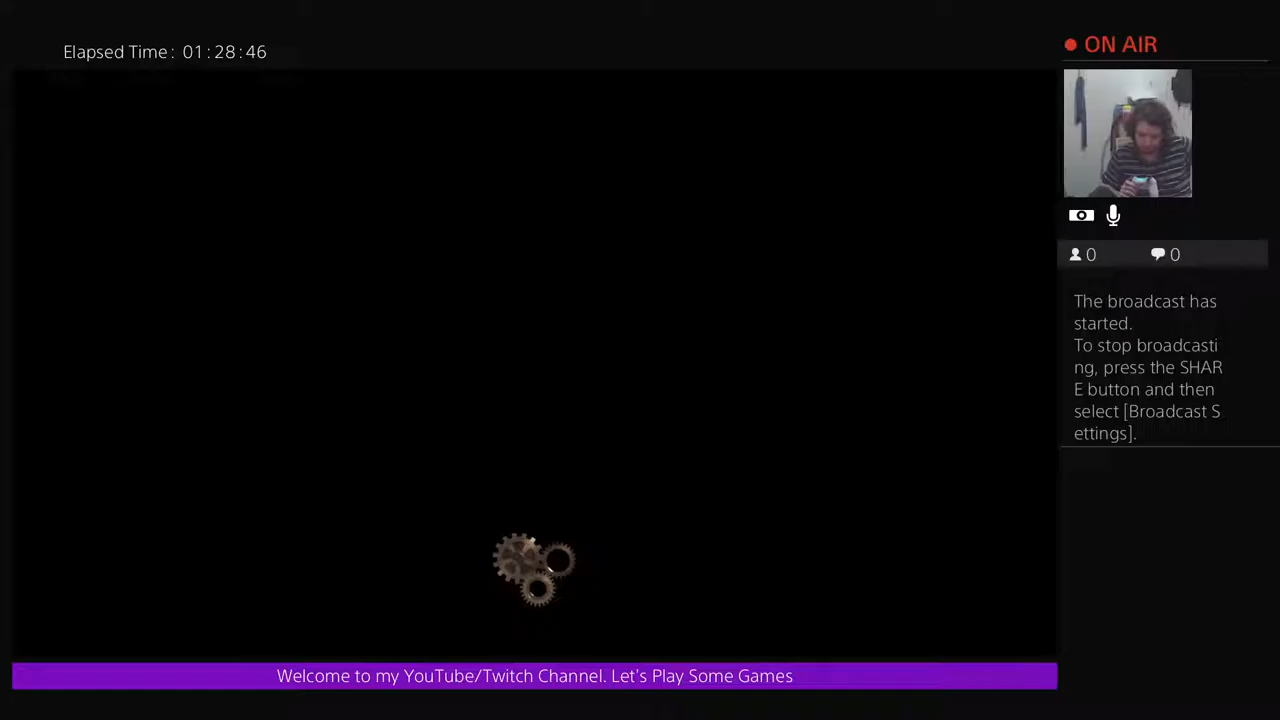 Elapsed Time: 01:28:46
ON AIR
0 0
The broadcast has
started.
To stop broadcasti
ng, press the SHAR
E button and then
select [Broadcast S
ettings].
Welcome to my YouTube/Twitch Channel. Let's Play Some Games